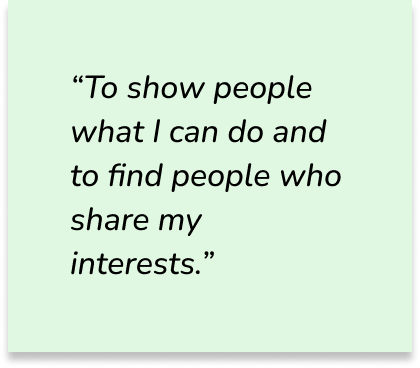 “To show people
what I can do and
to find people who
share my
interests.”